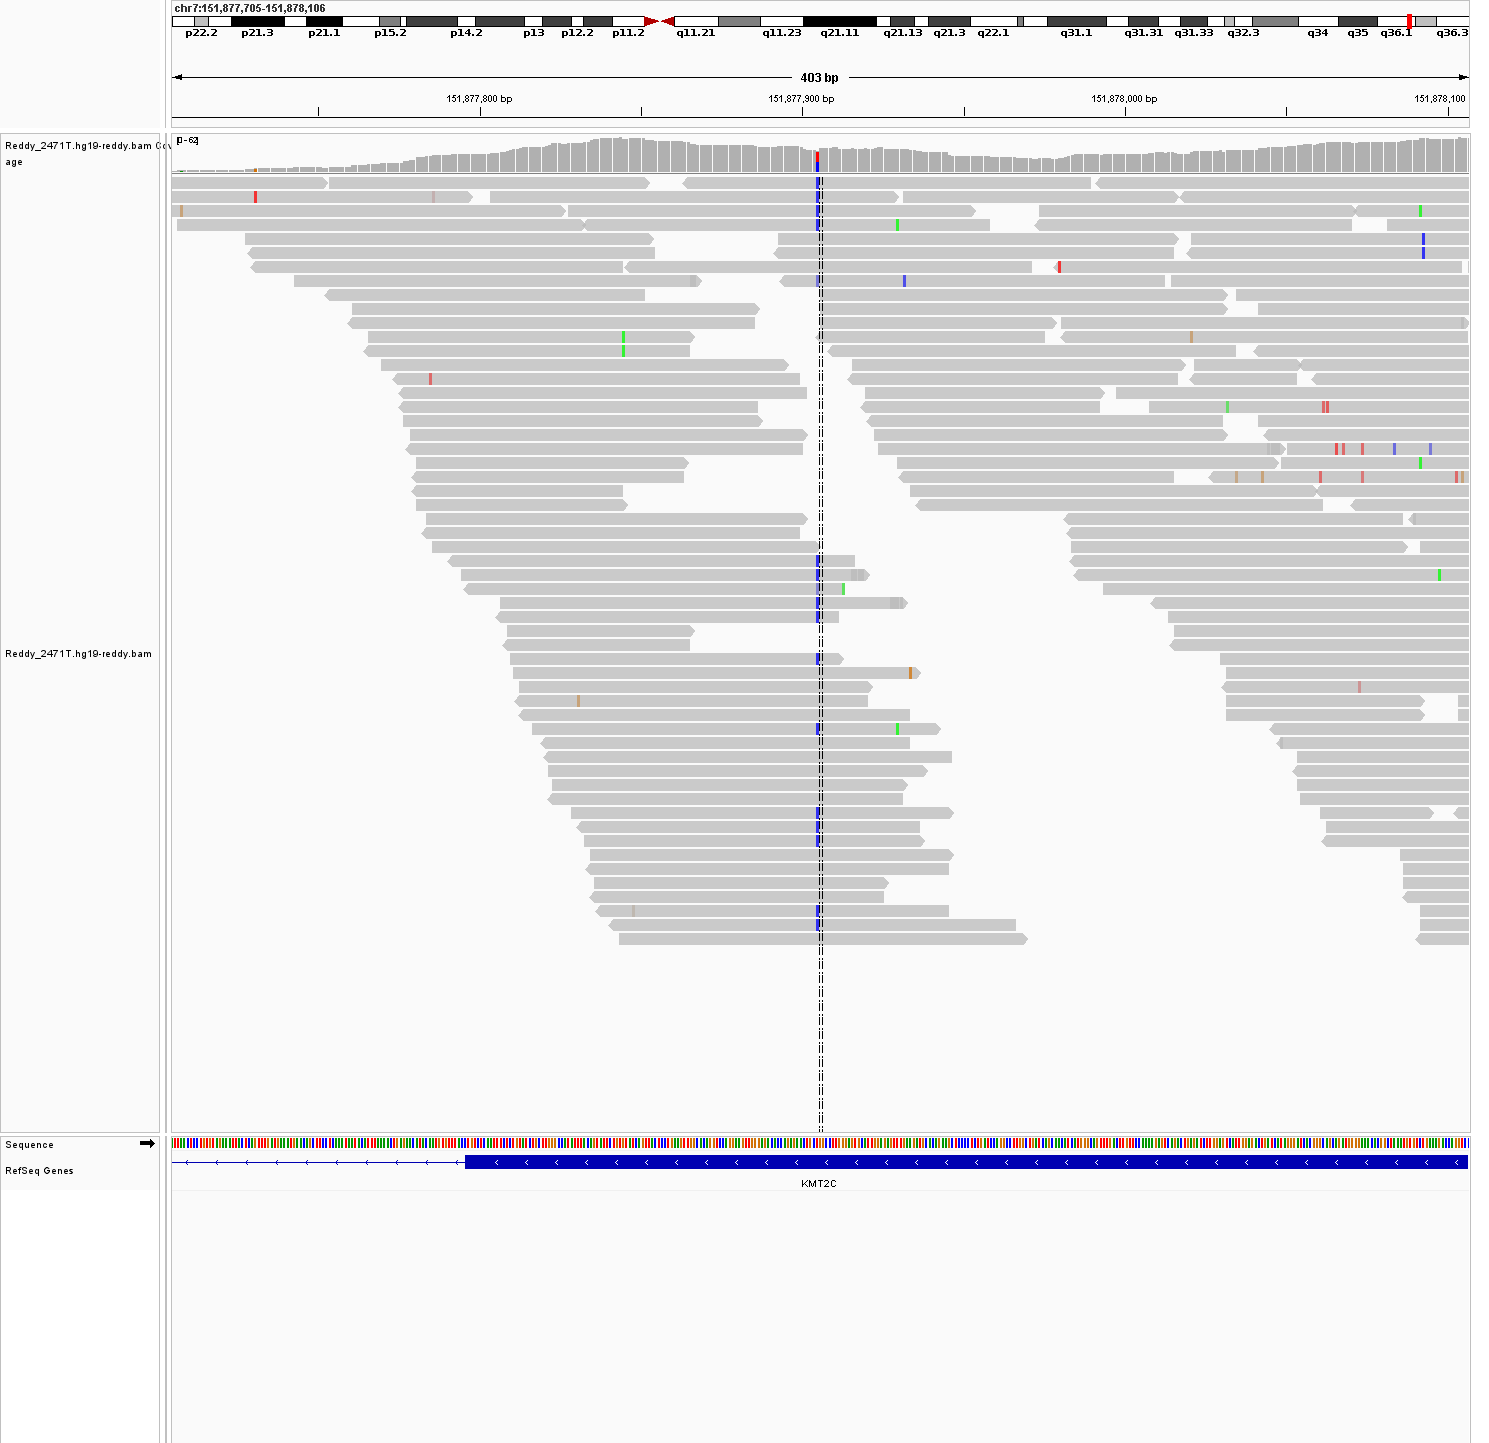 chr7:151,877,705-151,878,106
p22.2 p21.3 p21.1 p15.2 p14.2 p13 p12.2 p11.2 q11.21 q11.23 q21.11 q21.13 q21.3 q22.1 q31.1 q31.31 q31.33 q32.3 q34 q35 q36.1 q36.3
403 bp
151,877,800 bp 151,877,900 bp 151,878,000 bp 151,878,100
[0-62]
Reddy_2471T.hg19-reddy.bam Cov
age
Reddy_2471T.hg19-reddy.bam
Sequence
RefSeq Genes
KMT2C